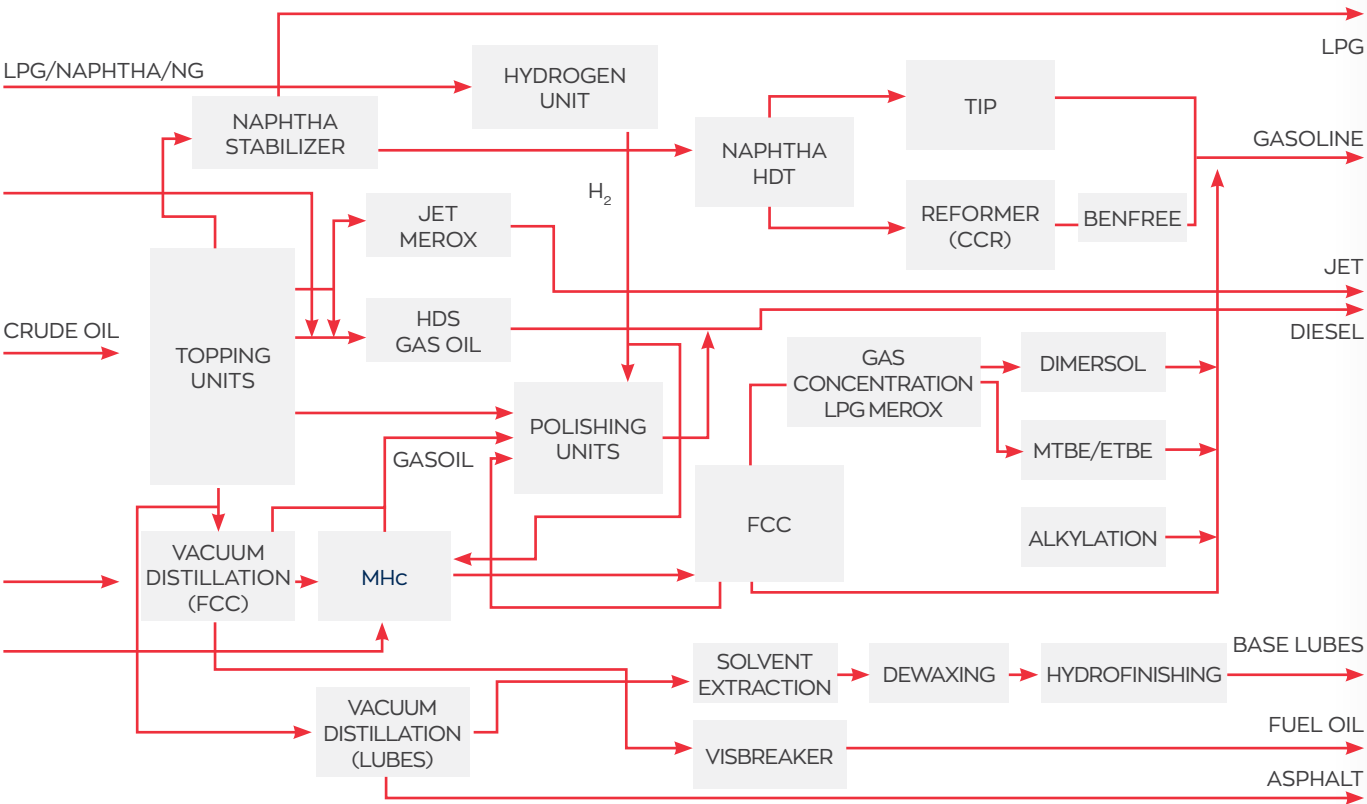 LPG
LPG/NAPHTHA/NG
HYDROGEN
UNIT
TIP
NAPHTHA
STABILIZER
NAPHTHA
HDT
GASOLINE
H₂
JET
MEROX
REFORMER
(CCR)
BENFREE
JET
CRUDE OIL
TOPPING
UNITS
HDS
GAS OIL
DIESEL
GAS
CONCENTRATION
LPG MEROX
DIMERSOL
POLISHING
UNITS
GASOIL
MTBE/ETBE
FCC
ALKYLATION
VACUUM
DISTILLATION
(FCC)
MHc
BASE LUBES
SOLVENT
EXTRACTION
DEWAXING
HYDROFINISHING
VACUUM
DISTILLATION
(LUBES)
FUEL OIL
VISBREAKER
ASPHALT